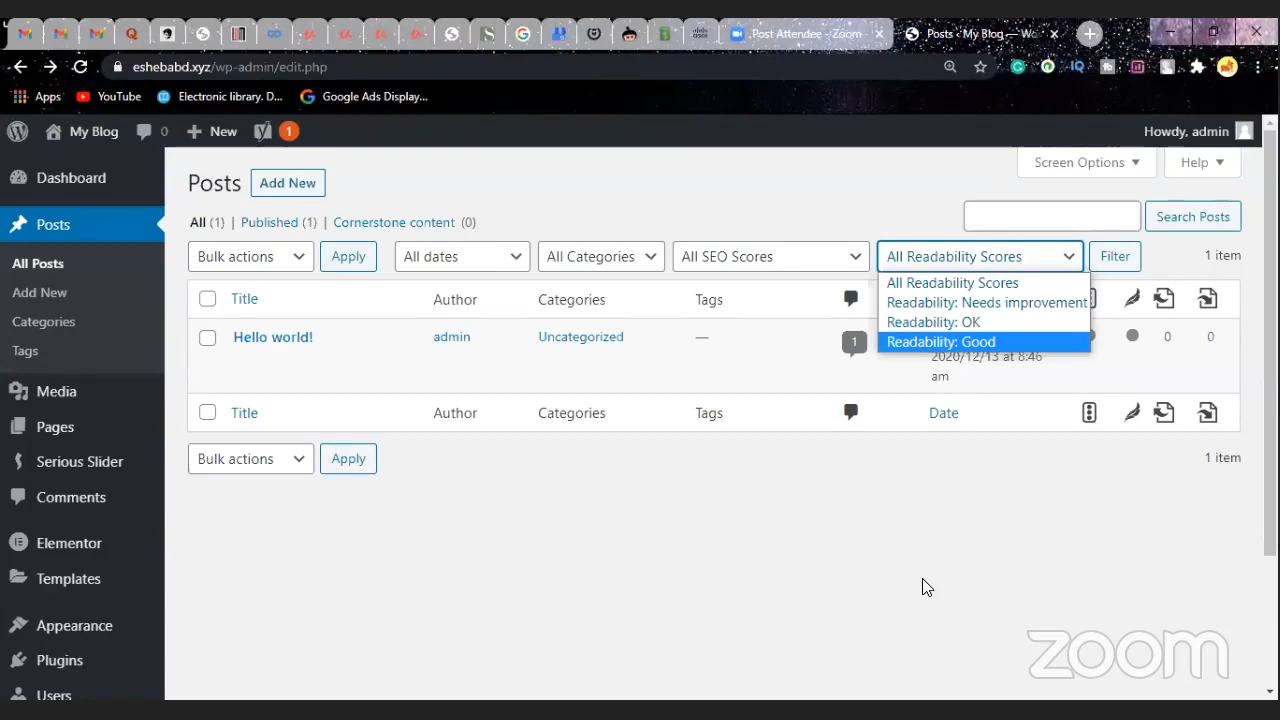 Post Attendee - Zoom
Posts ‹ My Blog — Wo
eshebabd.xyz/wp-admin/edit.php
Apps YouTube Electronic library. D... Google Ads Display...
My Blog 0 New 1 Howdy, admin
Dashboard
Posts
All Posts
Add New
Categories
Tags
Media
Pages
Serious Slider
Comments
Elementor
Templates
Appearance
Plugins
Users
Screen Options Help
Posts Add New
All (1) | Published (1) | Cornerstone content (0)
Search Posts
Bulk actions Apply All dates All Categories All SEO Scores All Readability Scores Filter 1 item
All Readability Scores
Readability: Needs improvement
Readability: OK
Readability: Good
Title Author Categories Tags
Hello world! admin Uncategorized — 1 0 0
2020/12/13 at 8:46
am
Title Author Categories Tags Date
Bulk actions Apply 1 item
zoom